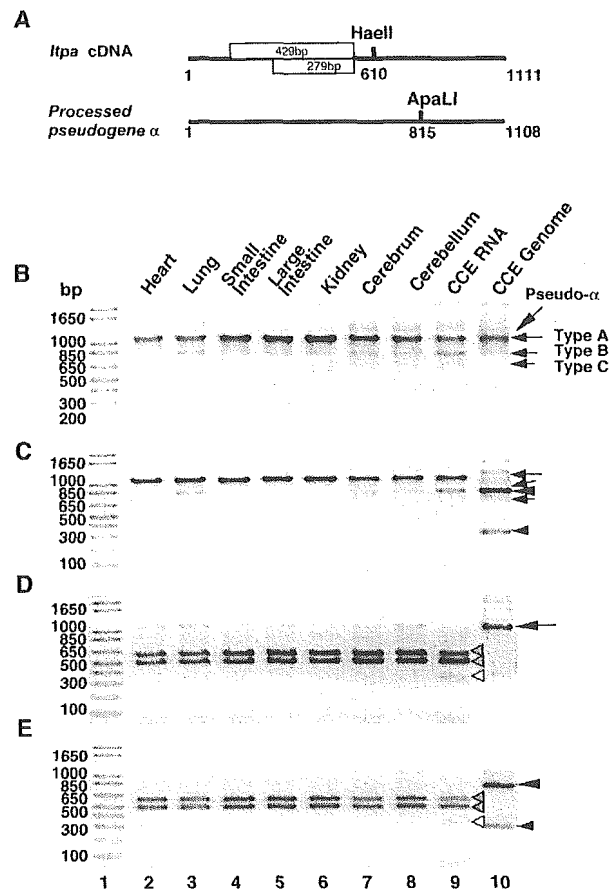 A
HaeII
Itpa cDNA
429bp
279bp
1 610 1111
ApaLI
Processed
pseudogene α
1 815 1108
Heart
Lung
Small
Intestine
Large
Intestine
Kidney
Cerebrum
Cerebellum
CCE RNA
CCE Genome
B
bp
Pseudo-α
1650
1000
850
650
500
300
200
Type A
Type B
Type C
C
1650
1000
850
650
500
300
100
D
1650
1000
850
650
500
300
100
E
1650
1000
850
650
500
300
100
1 2 3 4 5 6 7 8 9 10